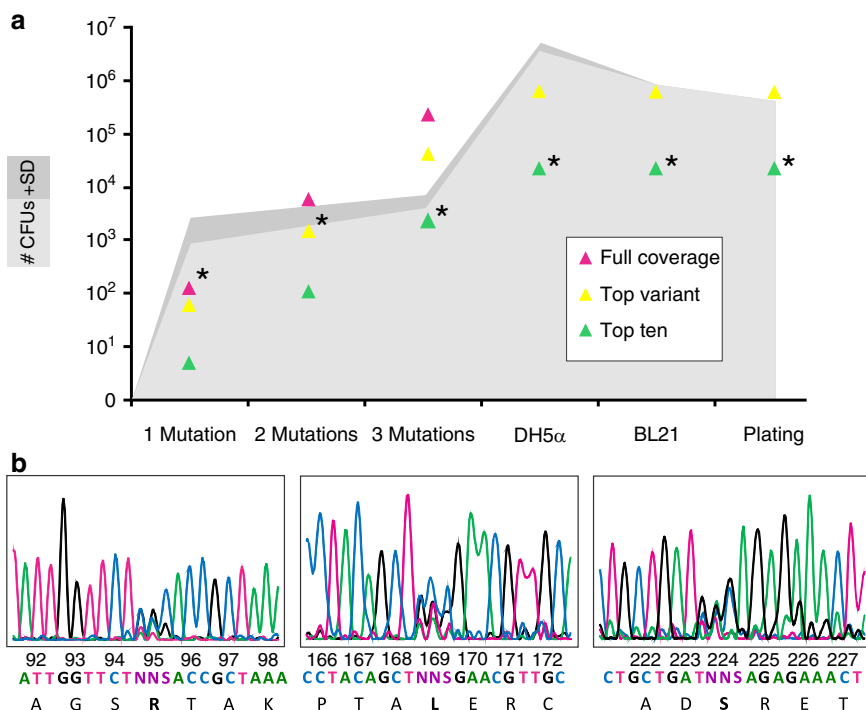 a
10^7
10^6
10^5
10^4
10^3
10^2
10^1
0
# CFUs +SD
*
*
*
*
*
*
Full coverage
Top variant
Top ten
1 Mutation 2 Mutations 3 Mutations DH5α BL21 Plating
b
92 93 94 95 96 97 98
ATTGGTTCTNNSACCGCTAAA
A G S R T A K
166 167 168 169 170 171 172
CCTACAGCTNNSGAACGTTGC
P T A L E R C
222 223 224 225 226 227
CTGCTGATNNSAGAGAAACT
A D S R E T